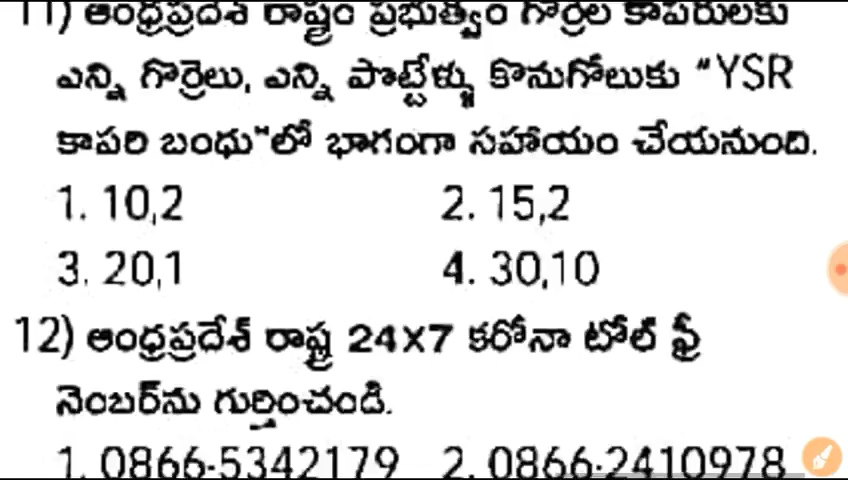 11) ఆంధ్రప్రదేశ్ రాష్ట్రం ప్రభుత్వం గొర్రెల కాపరులకు
ఎన్ని గొర్రెలు, ఎన్ని పొట్టేళ్ళు కొనుగోలుకు "YSR
కాపరి బంధు"లో భాగంగా సహాయం చేయనుంది.
1. 10,2 2. 15,2
3. 20,1 4. 30,10
12) ఆంధ్రప్రదేశ్ రాష్ట్ర 24X7 కరోనా టోల్ ఫ్రీ
నెంబర్‌ను గుర్తించండి.
1. 0866-5342179 2. 0866-2410978